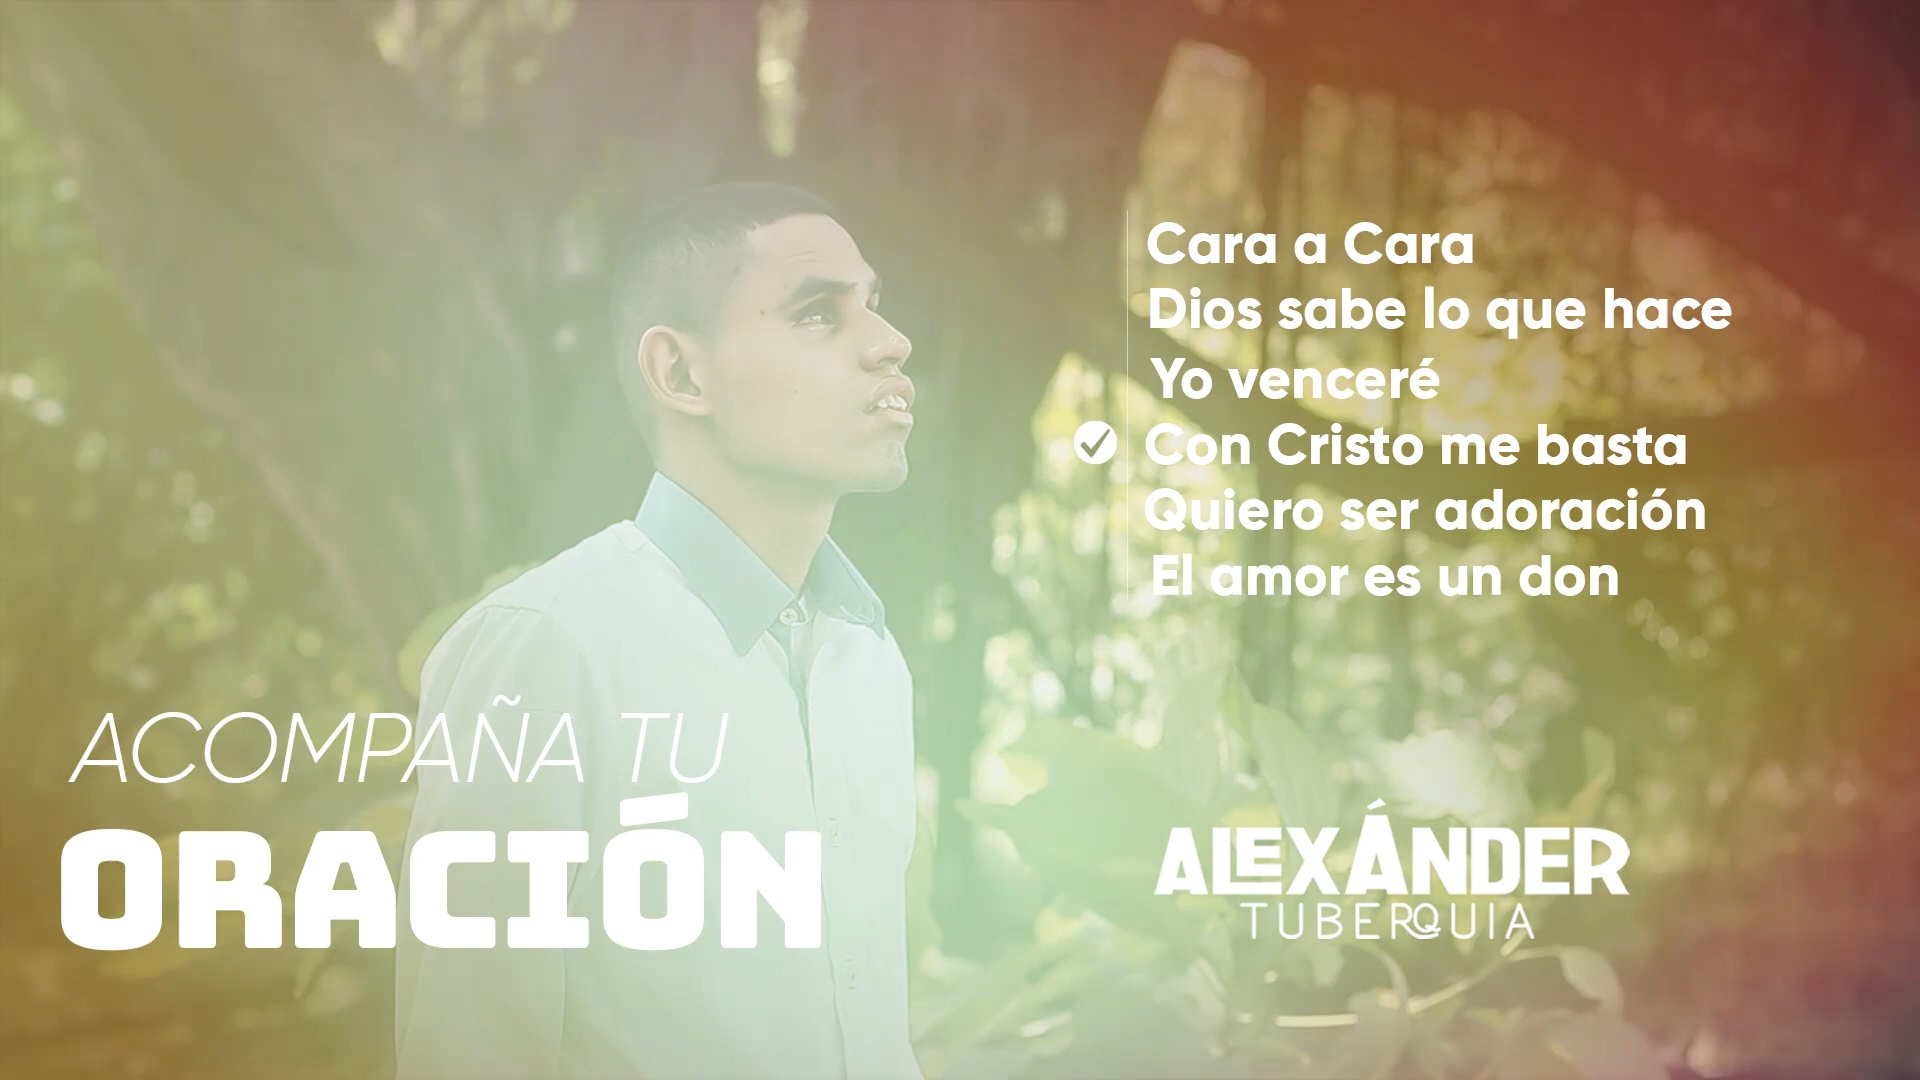 Cara a Cara
Dios sabe lo que hace
Yo venceré
Con Cristo me basta
Quiero ser adoración
El amor es un don
ACOMPAÑA TU
ORACIÓN
ALEXÁNDER
TUBERQUIA